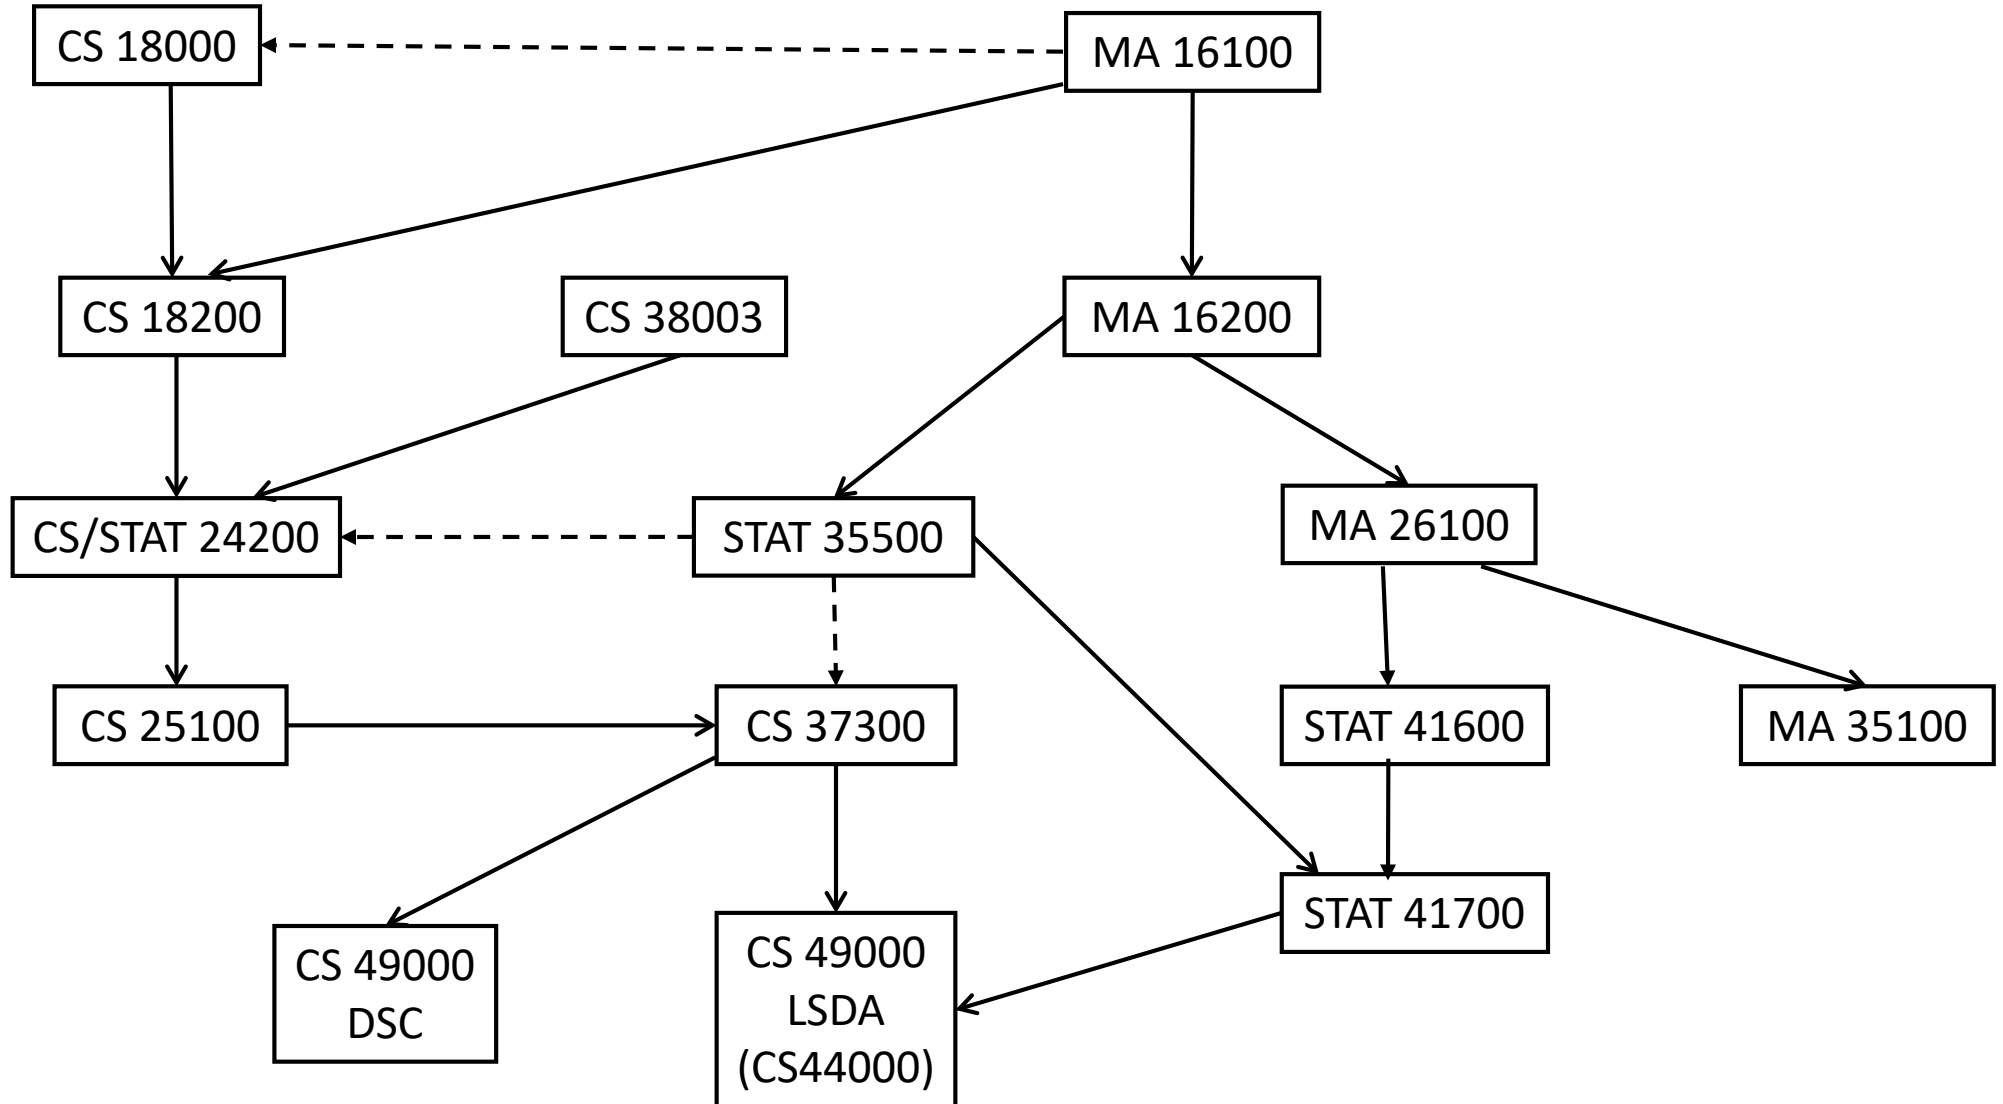 CS 18000
MA 16100
CS 18200
CS 38003
MA 16200
CS/STAT 24200
STAT 35500
MA 26100
CS 25100
CS 37300
STAT 41600
MA 35100
CS 49000
DSC
CS 49000
LSDA
(CS44000)
STAT 41700